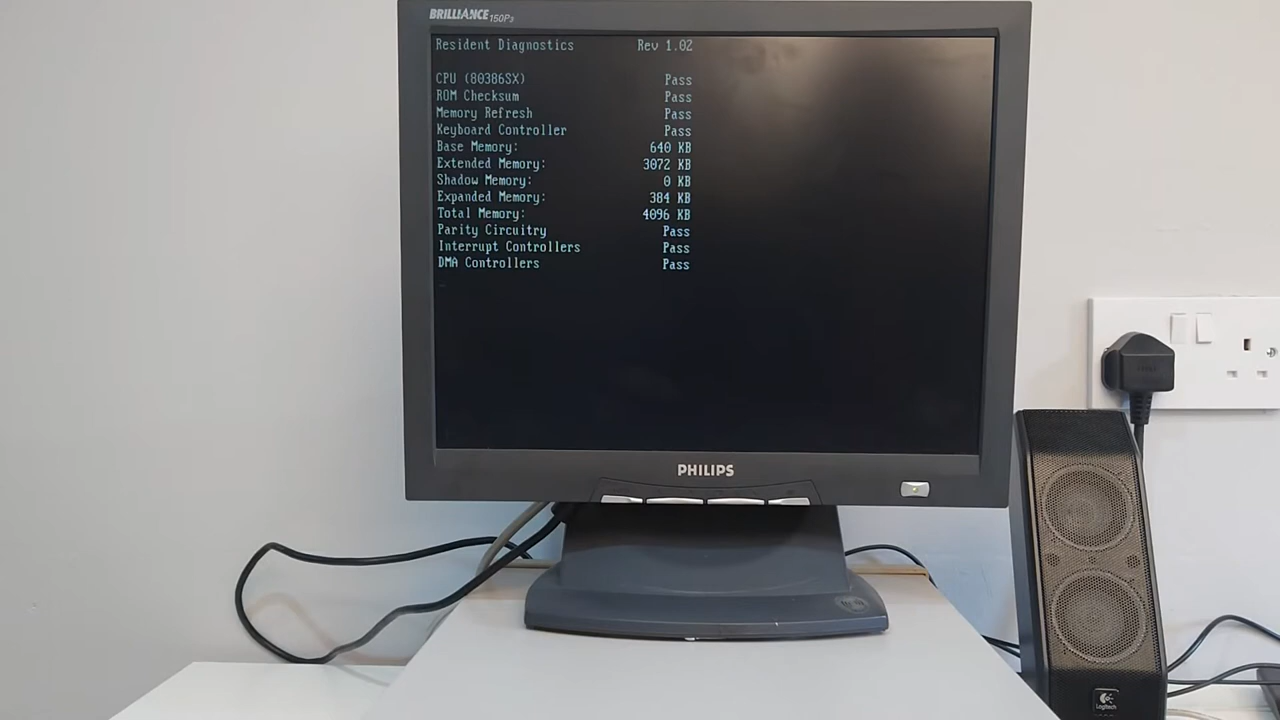 BRILLIANCE 150P3
Resident Diagnostics Rev 1.02
CPU (80386SX) Pass
ROM Checksum Pass
Memory Refresh Pass
Keyboard Controller Pass
Base Memory: 640 KB
Extended Memory: 3072 KB
Shadow Memory: 0 KB
Expanded Memory: 384 KB
Total Memory: 4096 KB
Parity Circuitry Pass
Interrupt Controllers Pass
DMA Controllers Pass
PHILIPS
Logitech